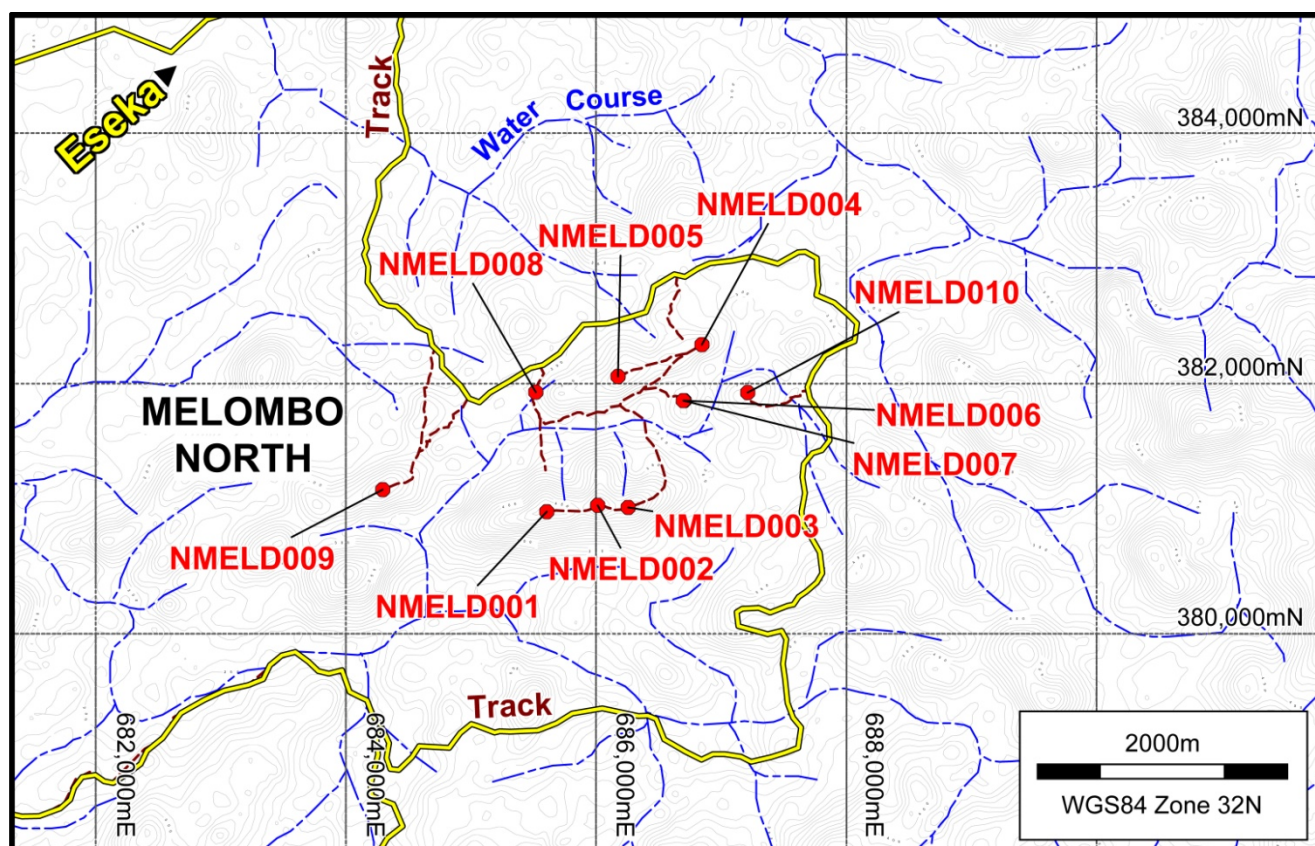 Eseka
Track
Water Course
384,000mN
NMELD004
NMELD005
NMELD008
NMELD010
382,000mN
MELOMBO
NORTH
NMELD006
NMELD007
NMELD003
NMELD009
NMELD002
NMELD001
380,000mN
Track
682,000mE
684,000mE
686,000mE
688,000mE
2000m
WGS84 Zone 32N